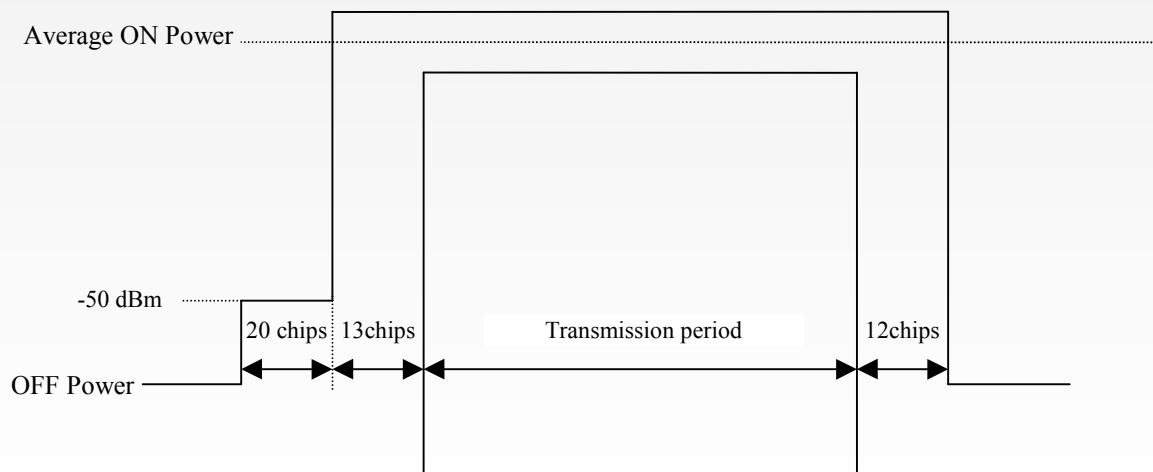 Average ON Power
-50 dBm
20 chips
13chips
Transmission period
12chips
OFF Power